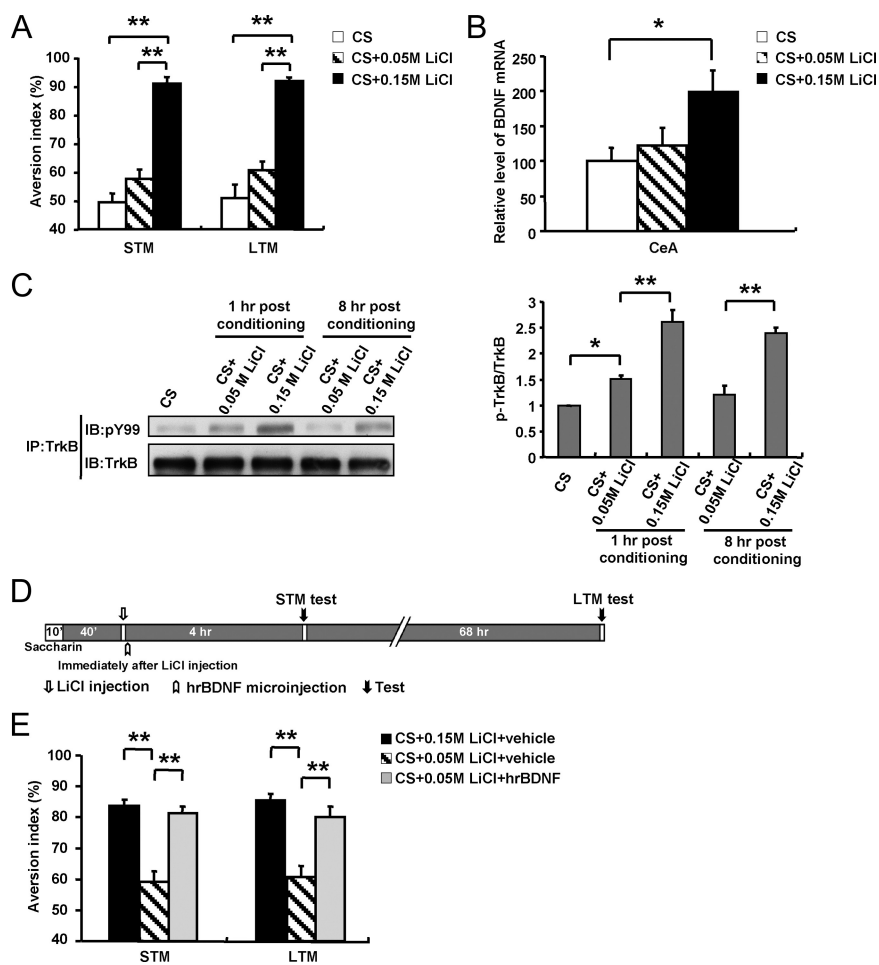 A
**
**
**
**
CS
CS+0.05M LiCl
CS+0.15M LiCl
Aversion index (%)
100
90
80
70
60
50
40
STM
LTM
B
*
CS
CS+0.05M LiCl
CS+0.15M LiCl
Relative level of BDNF mRNA
250
200
150
100
50
0
CeA
C
1 hr post
conditioning
8 hr post
conditioning
CS
CS+
0.05 M LiCl
CS+
0.15 M LiCl
CS+
0.05 M LiCl
CS+
0.15 M LiCl
IP:TrkB
IB:pY99
IB:TrkB
p-TrkB/TrkB
3
2.5
2
1.5
1
0.5
0
*
**
**
CS
CS+
0.05M LiCl
CS+
0.15M LiCl
CS+
0.05M LiCl
CS+
0.15M LiCl
1 hr post
conditioning
8 hr post
conditioning
D
STM test
LTM test
10'
40'
4 hr
68 hr
Saccharin
Immediately after LiCl injection
LiCl injection
hrBDNF microinjection
Test
E
**
**
**
**
CS+0.15M LiCl+vehicle
CS+0.05M LiCl+vehicle
CS+0.05M LiCl+hrBDNF
Aversion index (%)
100
90
80
70
60
50
40
STM
LTM